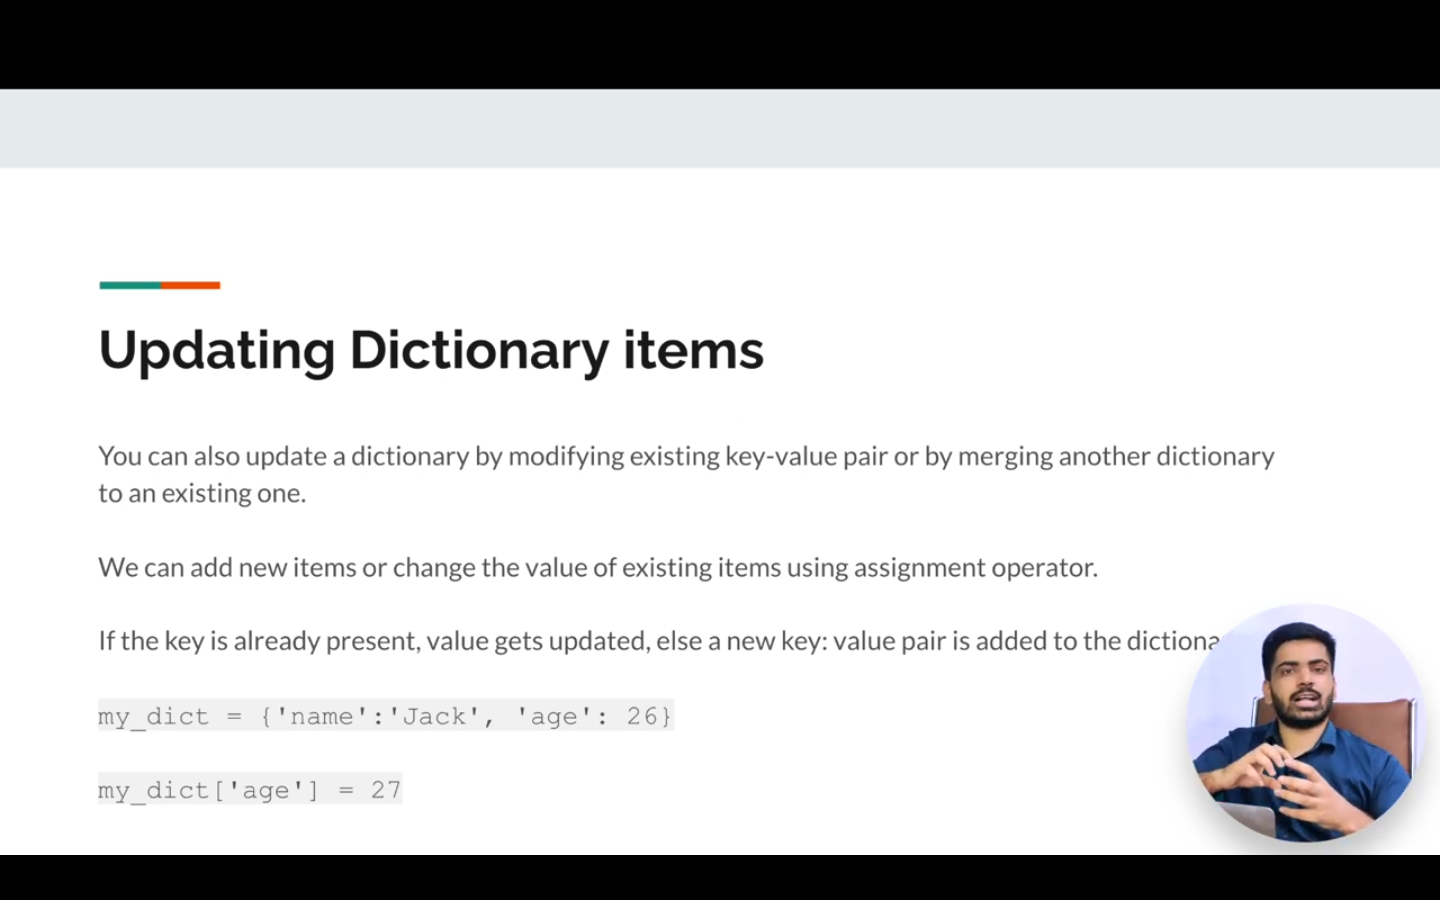 Updating Dictionary items
You can also update a dictionary by modifying existing key-value pair or by merging another dictionary
to an existing one.
We can add new items or change the value of existing items using assignment operator.
If the key is already present, value gets updated, else a new key: value pair is added to the
my_dict = {'name':'Jack', 'age': 26}
my_dict['age'] = 27